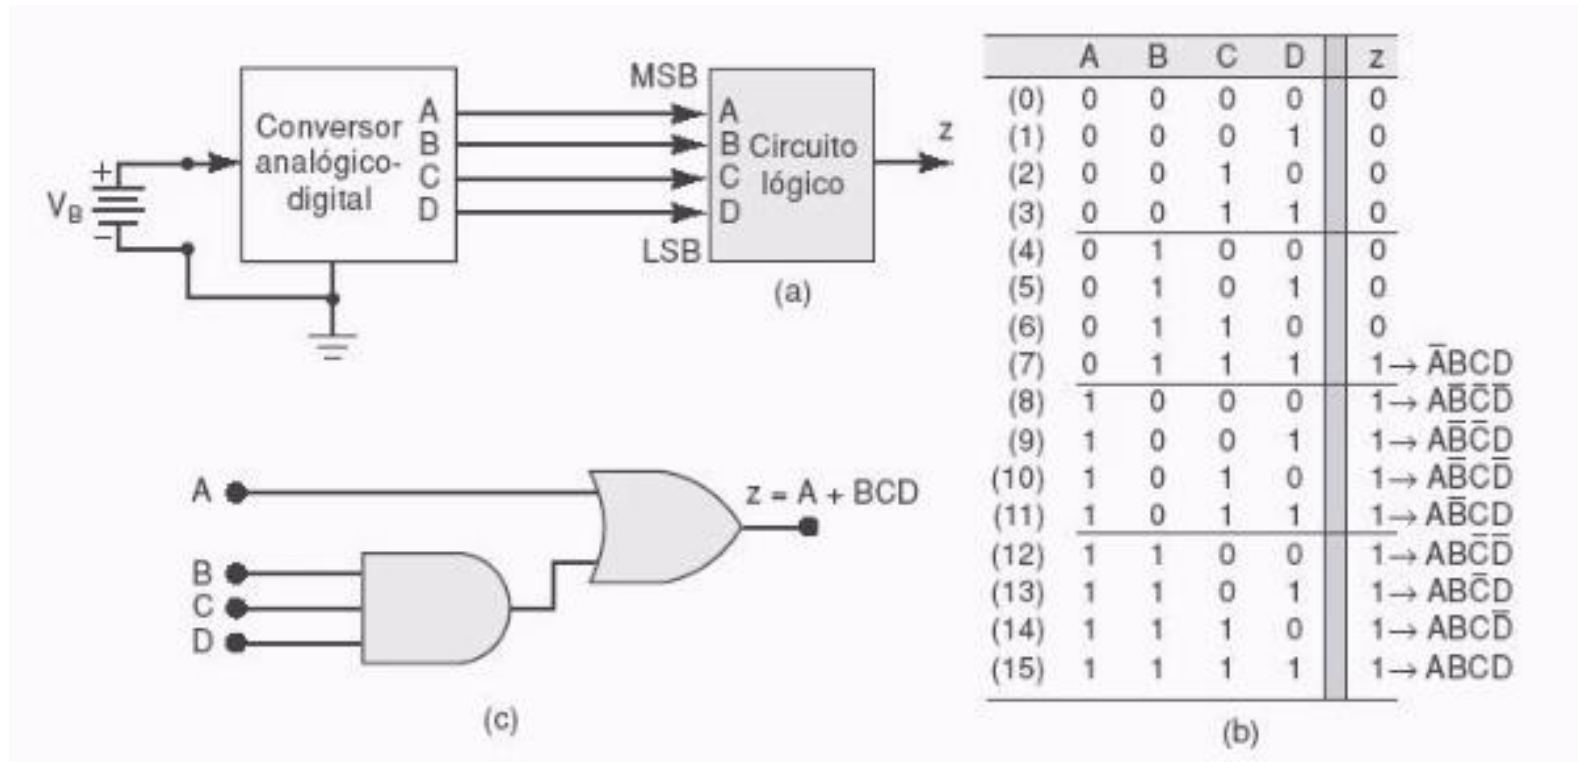 MSB
Conversor
analógico-
digital
A
B
C
D
A
B
C
D
Circuito
lógico
z
+
V_B
−
LSB
(a)
A
z = A + BCD
B
C
D
(c)
A B C D z
(0) 0 0 0 0 0
(1) 0 0 0 1 0
(2) 0 0 1 0 0
(3) 0 0 1 1 0
(4) 0 1 0 0 0
(5) 0 1 0 1 0
(6) 0 1 1 0 0
(7) 0 1 1 1 1→ A̅BCD
(8) 1 0 0 0 1→ AB̅C̅D̅
(9) 1 0 0 1 1→ AB̅C̅D
(10) 1 0 1 0 1→ AB̅CD̅
(11) 1 0 1 1 1→ AB̅CD
(12) 1 1 0 0 1→ ABC̅D̅
(13) 1 1 0 1 1→ ABC̅D
(14) 1 1 1 0 1→ ABCD̅
(15) 1 1 1 1 1→ ABCD
(b)